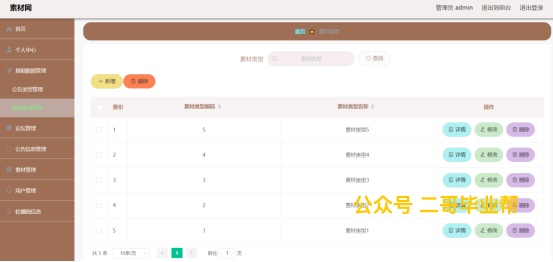 素材网
管理员 admin 退出到前台 退出登录
首页
个人中心
基础数据管理
公告类型管理
素材类型管理
论坛管理
公告信息管理
素材管理
用户管理
轮播图信息
首页 素材类型
素材类型 素材类型 查询
新增 删除
索引 素材类型编码 素材类型名称 操作
1 5 素材类型5 详情 修改 删除
2 4 素材类型4 详情 修改 删除
3 3 素材类型3 详情 修改 删除
4 2 素材类型2 详情 修改 删除
5 1 素材类型1 详情 修改 删除
公众号 二哥毕业帮
共 5 条 10条/页 1 前往 1 页